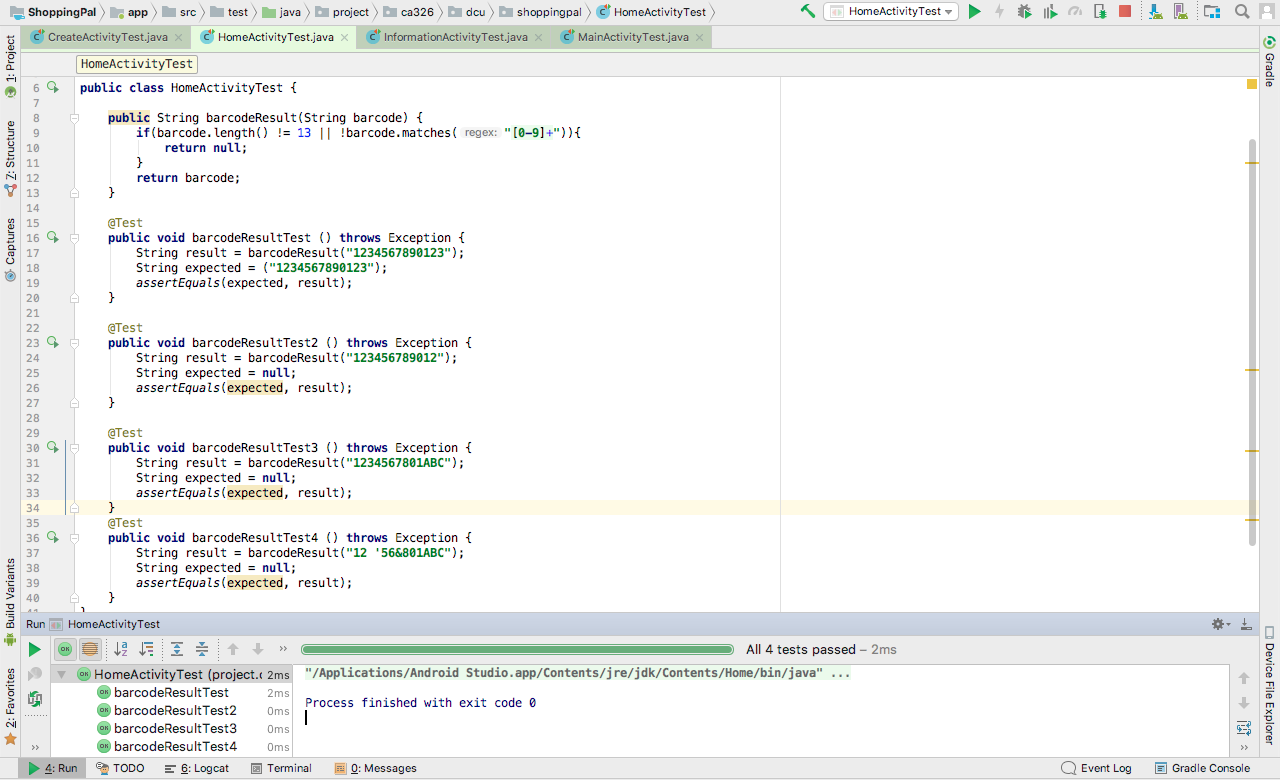 ShoppingPal app src test java project ca326 dcu shoppingpal HomeActivityTest HomeActivityTest
CreateActivityTest.java HomeActivityTest.java InformationActivityTest.java MainActivityTest.java
HomeActivityTest
1: Project
Z: Structure
Captures
Build Variants
2: Favorites
Gradle
Device File Explorer
6 public class HomeActivityTest {
7
8 public String barcodeResult(String barcode) {
9 if(barcode.length() != 13 || !barcode.matches( regex: "[0-9]+")){
10 return null;
11 }
12 return barcode;
13 }
14
15 @Test
16 public void barcodeResultTest () throws Exception {
17 String result = barcodeResult("1234567890123");
18 String expected = ("1234567890123");
19 assertEquals(expected, result);
20 }
21
22 @Test
23 public void barcodeResultTest2 () throws Exception {
24 String result = barcodeResult("123456789012");
25 String expected = null;
26 assertEquals(expected, result);
27 }
28
29 @Test
30 public void barcodeResultTest3 () throws Exception {
31 String result = barcodeResult("1234567801ABC");
32 String expected = null;
33 assertEquals(expected, result);
34 }
35 @Test
36 public void barcodeResultTest4 () throws Exception {
37 String result = barcodeResult("12 '56&801ABC");
38 String expected = null;
39 assertEquals(expected, result);
40 }
41 }
Run HomeActivityTest
All 4 tests passed – 2ms
HomeActivityTest (project.c 2ms
OK barcodeResultTest 2ms
OK barcodeResultTest2 0ms
OK barcodeResultTest3 0ms
OK barcodeResultTest4 0ms
"/Applications/Android Studio.app/Contents/jre/jdk/Contents/Home/bin/java" ...
Process finished with exit code 0
4: Run TODO 6: Logcat Terminal 0: Messages Event Log Gradle Console